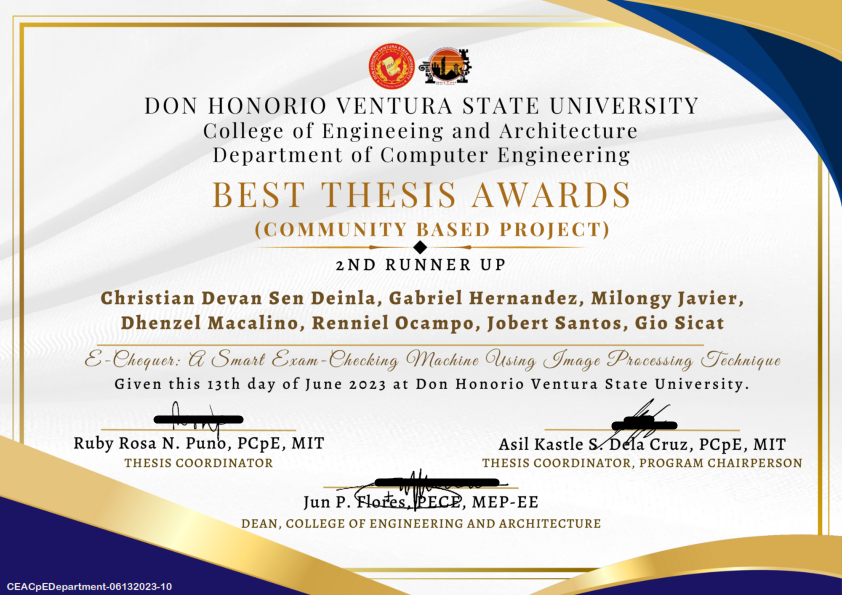 DON HONORIO VENTURA STATE UNIVERSITY
College of Engineeing and Architecture
Department of Computer Engineering
BEST THESIS AWARDS
(COMMUNITY BASED PROJECT)
2ND RUNNER UP
Christian Devan Sen Deinla, Gabriel Hernandez, Milongy Javier,
Dhenzel Macalino, Renniel Ocampo, Jobert Santos, Gio Sicat
E-Chequer: A Smart Exam-Checking Machine Using Image Processing Technique
Given this 13th day of June 2023 at Don Honorio Ventura State University.
Ruby Rosa N. Puno, PCpE, MIT
THESIS COORDINATOR
Asil Kastle S. Dela Cruz, PCpE, MIT
THESIS COORDINATOR, PROGRAM CHAIRPERSON
Jun P. Flores, PECE, MEP-EE
DEAN, COLLEGE OF ENGINEERING AND ARCHITECTURE
CEACpEDepartment-06132023-10